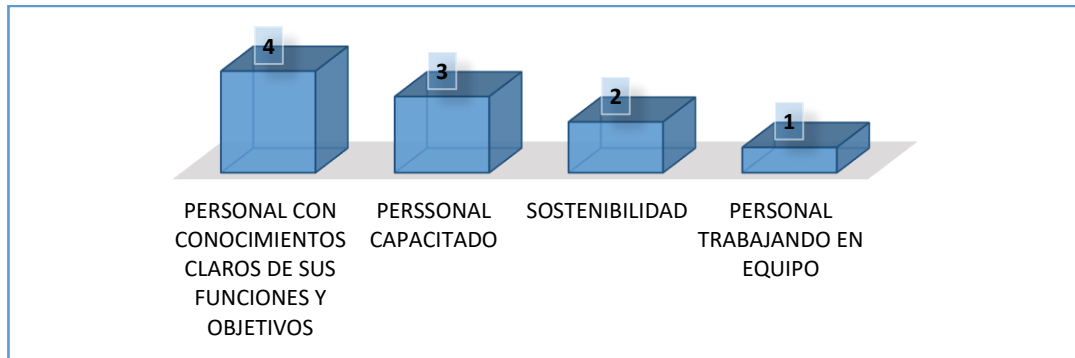 4
3
2
1
PERSONAL CON
CONOCIMIENTOS
CLAROS DE SUS
FUNCIONES Y
OBJETIVOS
PERSSONAL
CAPACITADO
SOSTENIBILIDAD
PERSONAL
TRABAJANDO EN
EQUIPO